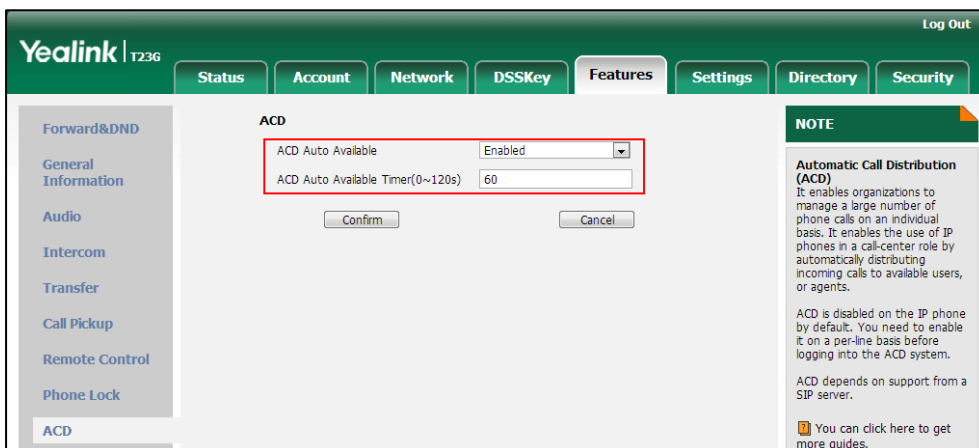 Log Out
Yealink | T23G
Status Account Network DSSKey Features Settings Directory Security
Forward&DND
General
Information
Audio
Intercom
Transfer
Call Pickup
Remote Control
Phone Lock
ACD
ACD
ACD Auto Available Enabled
ACD Auto Available Timer(0~120s) 60
Confirm Cancel
NOTE
Automatic Call Distribution
(ACD)
It enables organizations to
manage a large number of
phone calls on an individual
basis. It enables the use of IP
phones in a call-center role by
automatically distributing
incoming calls to available users,
or agents.
ACD is disabled on the IP phone
by default. You need to enable
it on a per-line basis before
logging into the ACD system.
ACD depends on support from a
SIP server.
You can click here to get
more guides.